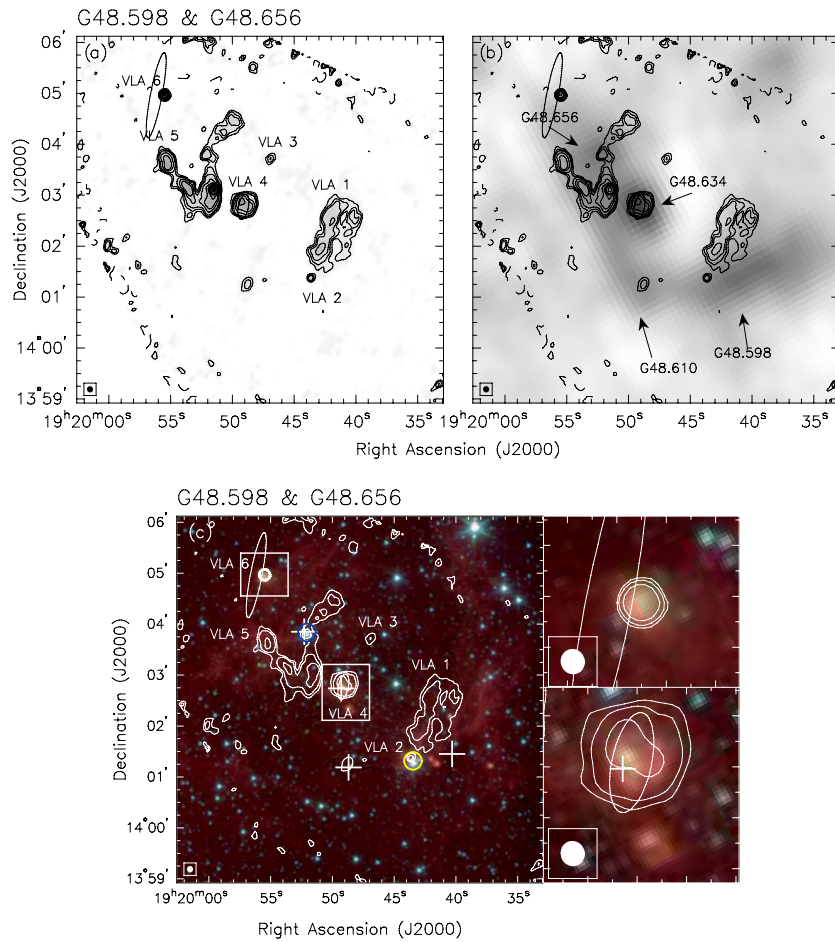 G48.598 & G48.656
(a)
06′
05′
04′
03′
02′
01′
14° 00′
13° 59′
Declination (J2000)
VLA 6
VLA 5
VLA 3
VLA 4
VLA 1
VLA 2
19ʰ20ᵐ00ˢ
55ˢ
50ˢ
45ˢ
40ˢ
35ˢ
(b)
G48.656
G48.634
G48.610
G48.598
19ʰ20ᵐ00ˢ
55ˢ
50ˢ
45ˢ
40ˢ
35ˢ
Right Ascension (J2000)
G48.598 & G48.656
(c)
06′
05′
04′
03′
02′
01′
14° 00′
13° 59′
Declination (J2000)
VLA 6
VLA 5
VLA 3
VLA 1
VLA 4
VLA 2
19ʰ20ᵐ00ˢ
55ˢ
50ˢ
45ˢ
40ˢ
35ˢ
Right Ascension (J2000)